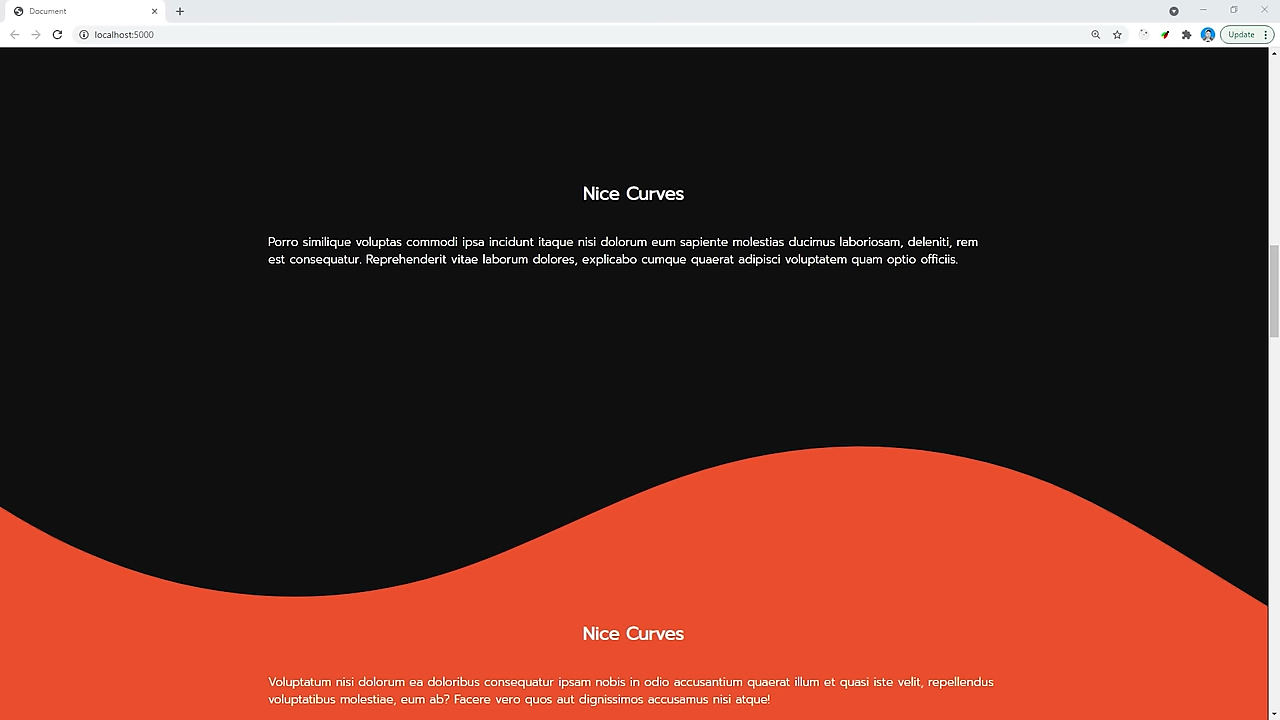 Document
localhost:5000
Update
Nice Curves
Porro similique voluptas commodi ipsa incidunt itaque nisi dolorum eum sapiente molestias ducimus laboriosam, deleniti, rem
est consequatur. Reprehenderit vitae laborum dolores, explicabo cumque quaerat adipisci voluptatem quam optio officiis.
Nice Curves
Voluptatum nisi dolorum ea doloribus consequatur ipsam nobis in odio accusantium quaerat illum et quasi iste velit, repellendus
voluptatibus molestiae, eum ab? Facere vero quos aut dignissimos accusamus nisi atque!